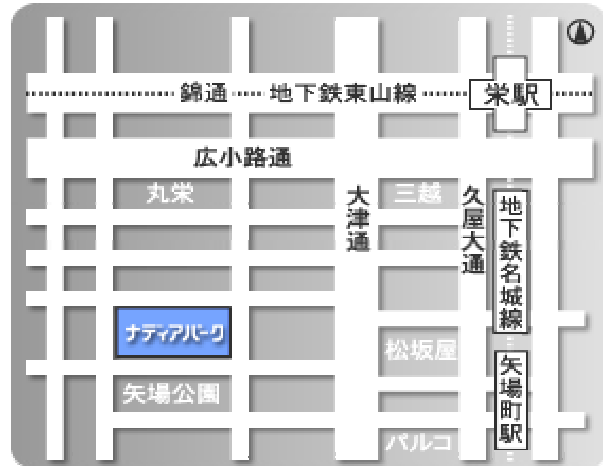 錦通
地下鉄東山線
栄駅
広小路通
丸栄
大津通
三越
久屋大通
地下鉄名城線
ナディアパーク
松坂屋
矢場町駅
矢場公園
パルコ